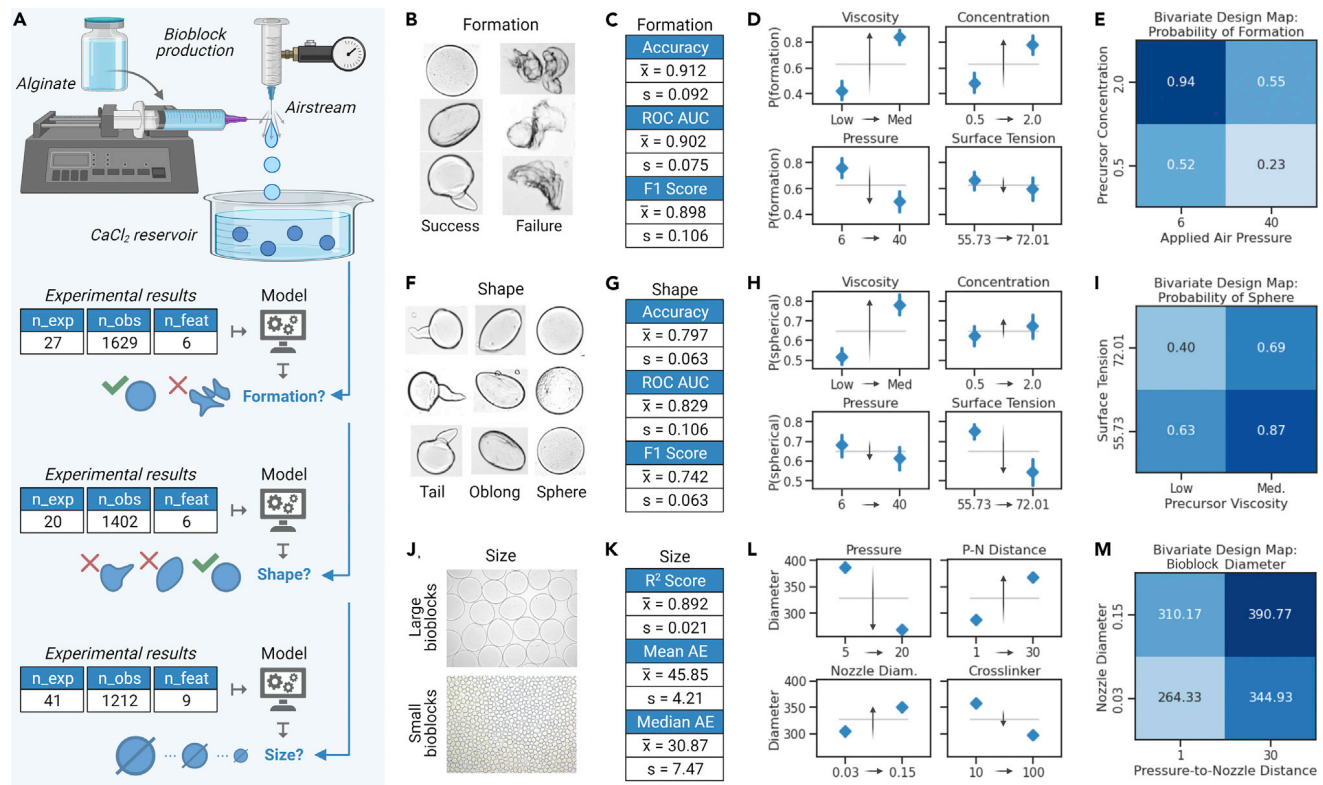 A
Bioblock
production
Alginate
Airstream
CaCl2 reservoir
Experimental results
Model
n_exp n_obs n_feat
27 1629 6
Formation?
Experimental results
Model
n_exp n_obs n_feat
20 1402 6
Shape?
Experimental results
Model
n_exp n_obs n_feat
41 1212 9
Size?
B
Formation
Success Failure
C
Formation
Accuracy
x̅ = 0.912
s = 0.092
ROC AUC
x̅ = 0.902
s = 0.075
F1 Score
x̅ = 0.898
s = 0.106
D
Viscosity Concentration
P(formation)
0.8
0.6
0.4
Low → Med 0.5 → 2.0
Pressure Surface Tension
P(formation)
0.8
0.6
0.4
6 → 40 55.73 → 72.01
E
Bivariate Design Map:
Probability of Formation
Precursor Concentration
2.0
0.5
0.94 0.55
0.52 0.23
6 40
Applied Air Pressure
F
Shape
Tail Oblong Sphere
G
Shape
Accuracy
x̅ = 0.797
s = 0.063
ROC AUC
x̅ = 0.829
s = 0.106
F1 Score
x̅ = 0.742
s = 0.063
H
Viscosity Concentration
P(spherical)
0.8
0.7
0.6
0.5
Low → Med 0.5 → 2.0
Pressure Surface Tension
P(spherical)
0.8
0.7
0.6
0.5
6 → 40 55.73 → 72.01
I
Bivariate Design Map:
Probability of Sphere
Surface Tension
72.01
55.73
0.40 0.69
0.63 0.87
Low Med.
Precursor Viscosity
J.
Size
Large
bioblocks
Small
bioblocks
K
Size
R² Score
x̅ = 0.892
s = 0.021
Mean AE
x̅ = 45.85
s = 4.21
Median AE
x̅ = 30.87
s = 7.47
L
Pressure P-N Distance
Diameter
400
350
300
5 → 20 1 → 30
Nozzle Diam. Crosslinker
Diameter
400
350
300
0.03 → 0.15 10 → 100
M
Bivariate Design Map:
Bioblock Diameter
Nozzle Diameter
0.15
0.03
310.17 390.77
264.33 344.93
1 30
Pressure-to-Nozzle Distance